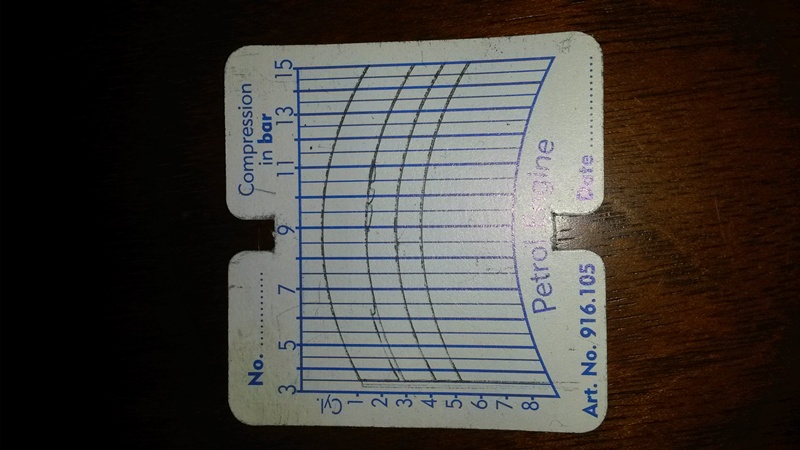 No. ............
Compression
in bar
3 5 7 9 11 13 15
1
2
3
4
5
6
7
8
Petrol Engine
Art. No. 916.105 Date ...............